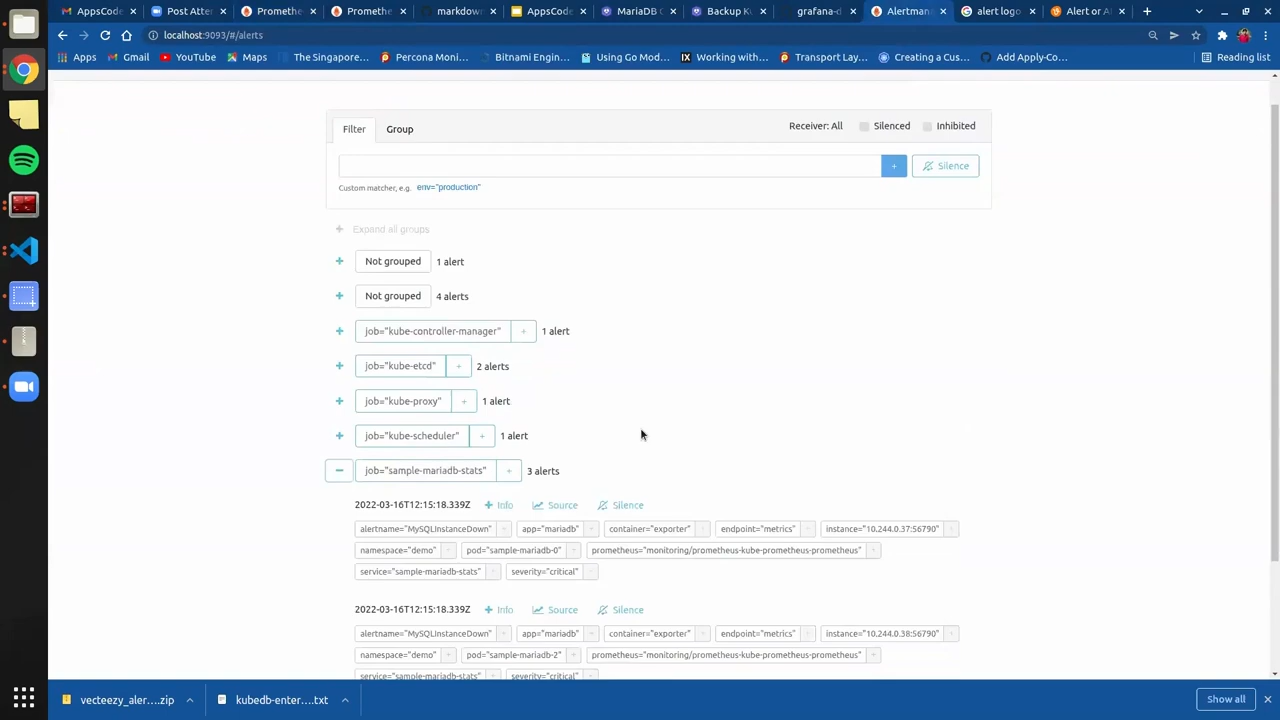 AppsCode
Post Atten
Prometheu
Prometheu
AppsCode
MariaDB
Backup
grafana-d
Alertman
alert logo
Alert or A
localhost:9093/#/alerts
Apps
Gmail
YouTube
Maps
The Singapore...
Percona Moni...
Bitnami Engin...
Using Go Mod...
IX Working with...
Transport Lay...
Creating a Cus...
Add Apply-Co...
Reading list
Filter
Group
Receiver: All
Silenced
Inhibited
+
Silence
Custom matcher, e.g. env="production"
+ Expand all groups
+ Not grouped 1 alert
+ Not grouped 4 alerts
+ job="kube-controller-manager" + 1 alert
+ job="kube-etcd" + 2 alerts
+ job="kube-proxy" + 1 alert
+ job="kube-scheduler" + 1 alert
− job="sample-mariadb-stats" + 3 alerts
2022-03-16T12:15:18.339Z + Info Source Silence
alertname="MySQLInstanceDown" + app="mariadb" + container="exporter" + endpoint="metrics" + instance="10.244.0.37:56790" +
namespace="demo" + pod="sample-mariadb-0" + prometheus="monitoring/prometheus-kube-prometheus-prometheus" +
service="sample-mariadb-stats" + severity="critical" +
2022-03-16T12:15:18.339Z + Info Source Silence
alertname="MySQLInstanceDown" + app="mariadb" + container="exporter" + endpoint="metrics" + instance="10.244.0.38:56790" +
namespace="demo" + pod="sample-mariadb-2" + prometheus="monitoring/prometheus-kube-prometheus-prometheus" +
service="sample-mariadb-stats" + severity="critical" +
vecteezy_aler....zip
kubedb-enter....txt
Show all